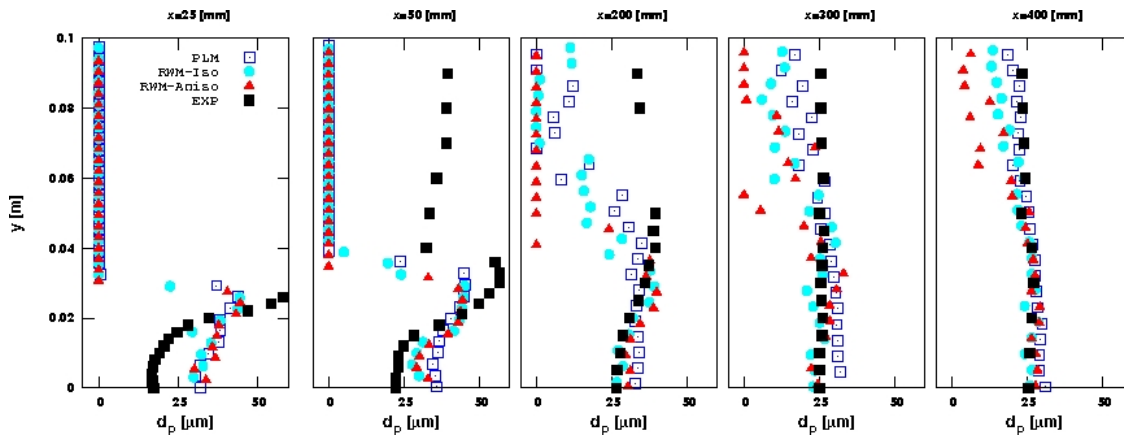 x=25 [mm] x=50 [mm] x=200 [mm] x=300 [mm] x=400 [mm]
0.1
PLM
RWM-Iso
RWM-Aniso
EXP
0.08
0.06
y [m]
0.04
0.02
0
0 25 50 0 25 50 0 25 50 0 25 50 0 25 50
dp [μm] dp [μm] dp [μm] dp [μm] dp [μm]